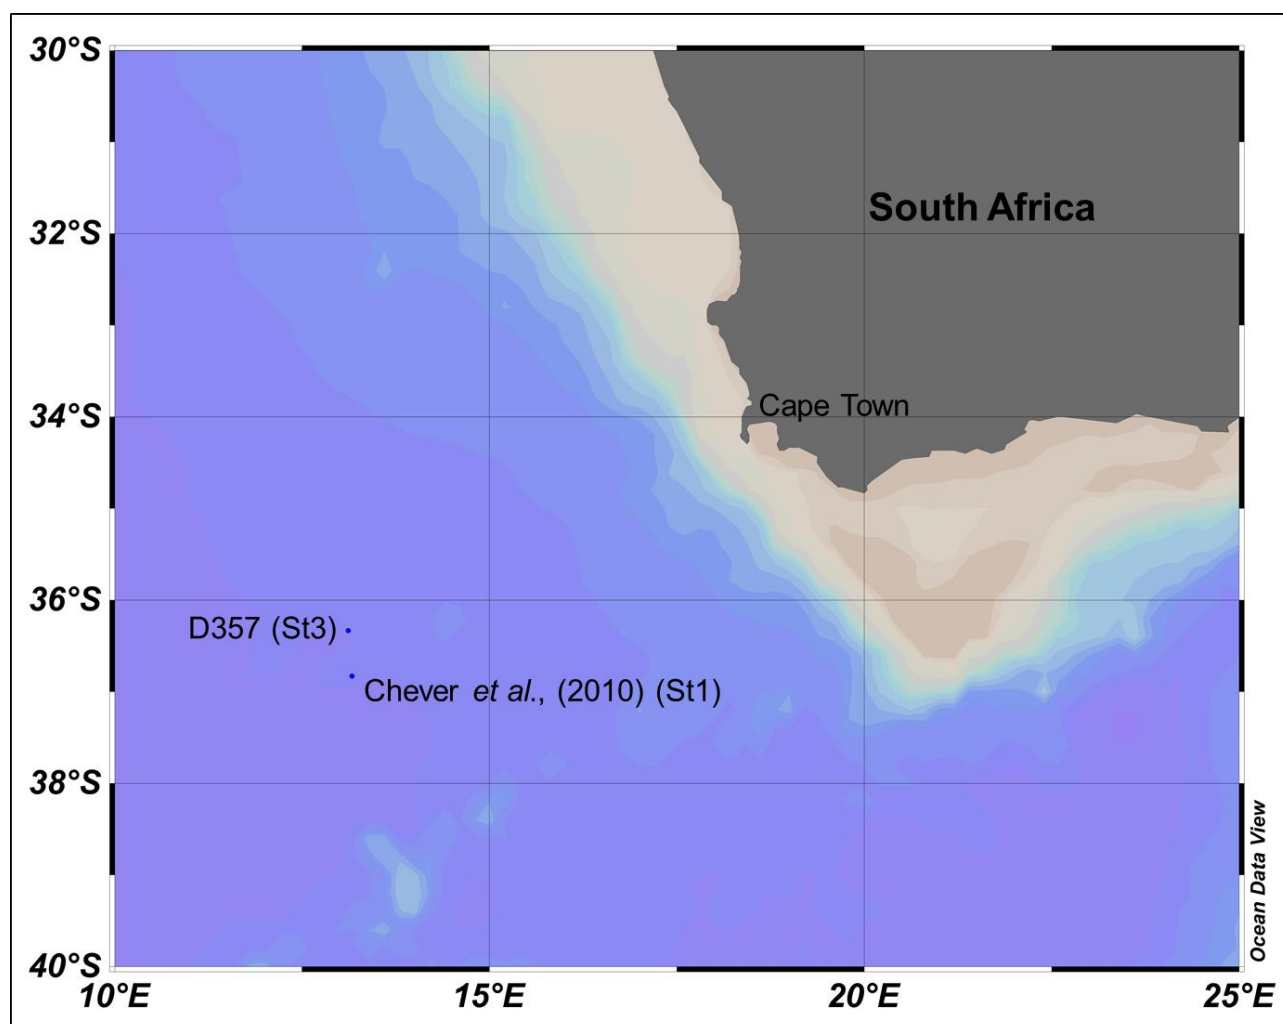 30°S
32°S
South Africa
34°S
Cape Town
36°S
D357 (St3)
Chever et al., (2010) (St1)
38°S
40°S
10°E
15°E
20°E
25°E
Ocean Data View